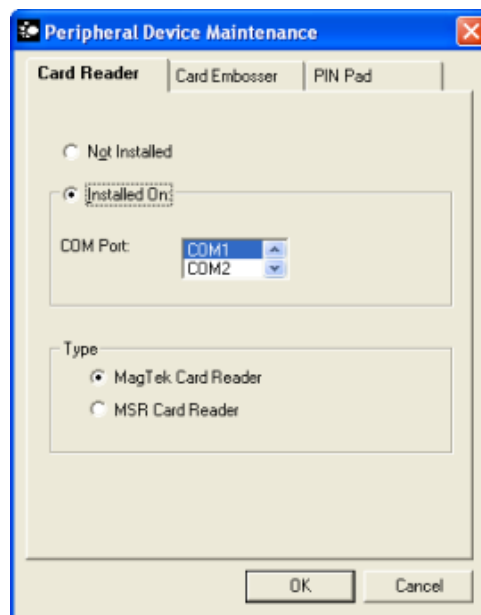 Peripheral Device Maintenance
Card Reader Card Embosser PIN Pad
Not Installed
Installed On:
COM Port: COM1
COM2
Type
MagTek Card Reader
MSR Card Reader
OK Cancel